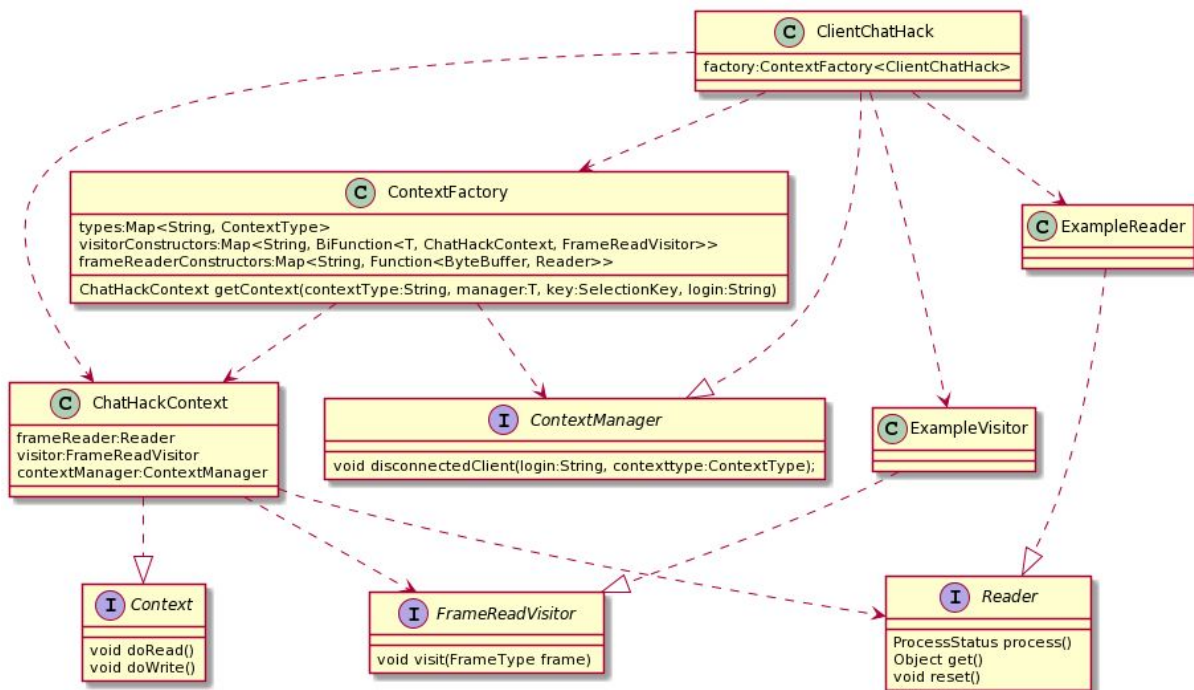 C ClientChatHack
factory:ContextFactory<ClientChatHack>
C ContextFactory
types:Map<String, ContextType>
visitorConstructors:Map<String, BiFunction<T, ChatHackContext, FrameReadVisitor>>
frameReaderConstructors:Map<String, Function<ByteBuffer, Reader>>
ChatHackContext getContext(contextType:String, manager:T, key:SelectionKey, login:String)
C ExampleReader
C ChatHackContext
frameReader:Reader
visitor:FrameReadVisitor
contextManager:ContextManager
I ContextManager
void disconnectedClient(login:String, contexttype:ContextType);
C ExampleVisitor
I Context
void doRead()
void doWrite()
I FrameReadVisitor
void visit(FrameType frame)
I Reader
ProcessStatus process()
Object get()
void reset()